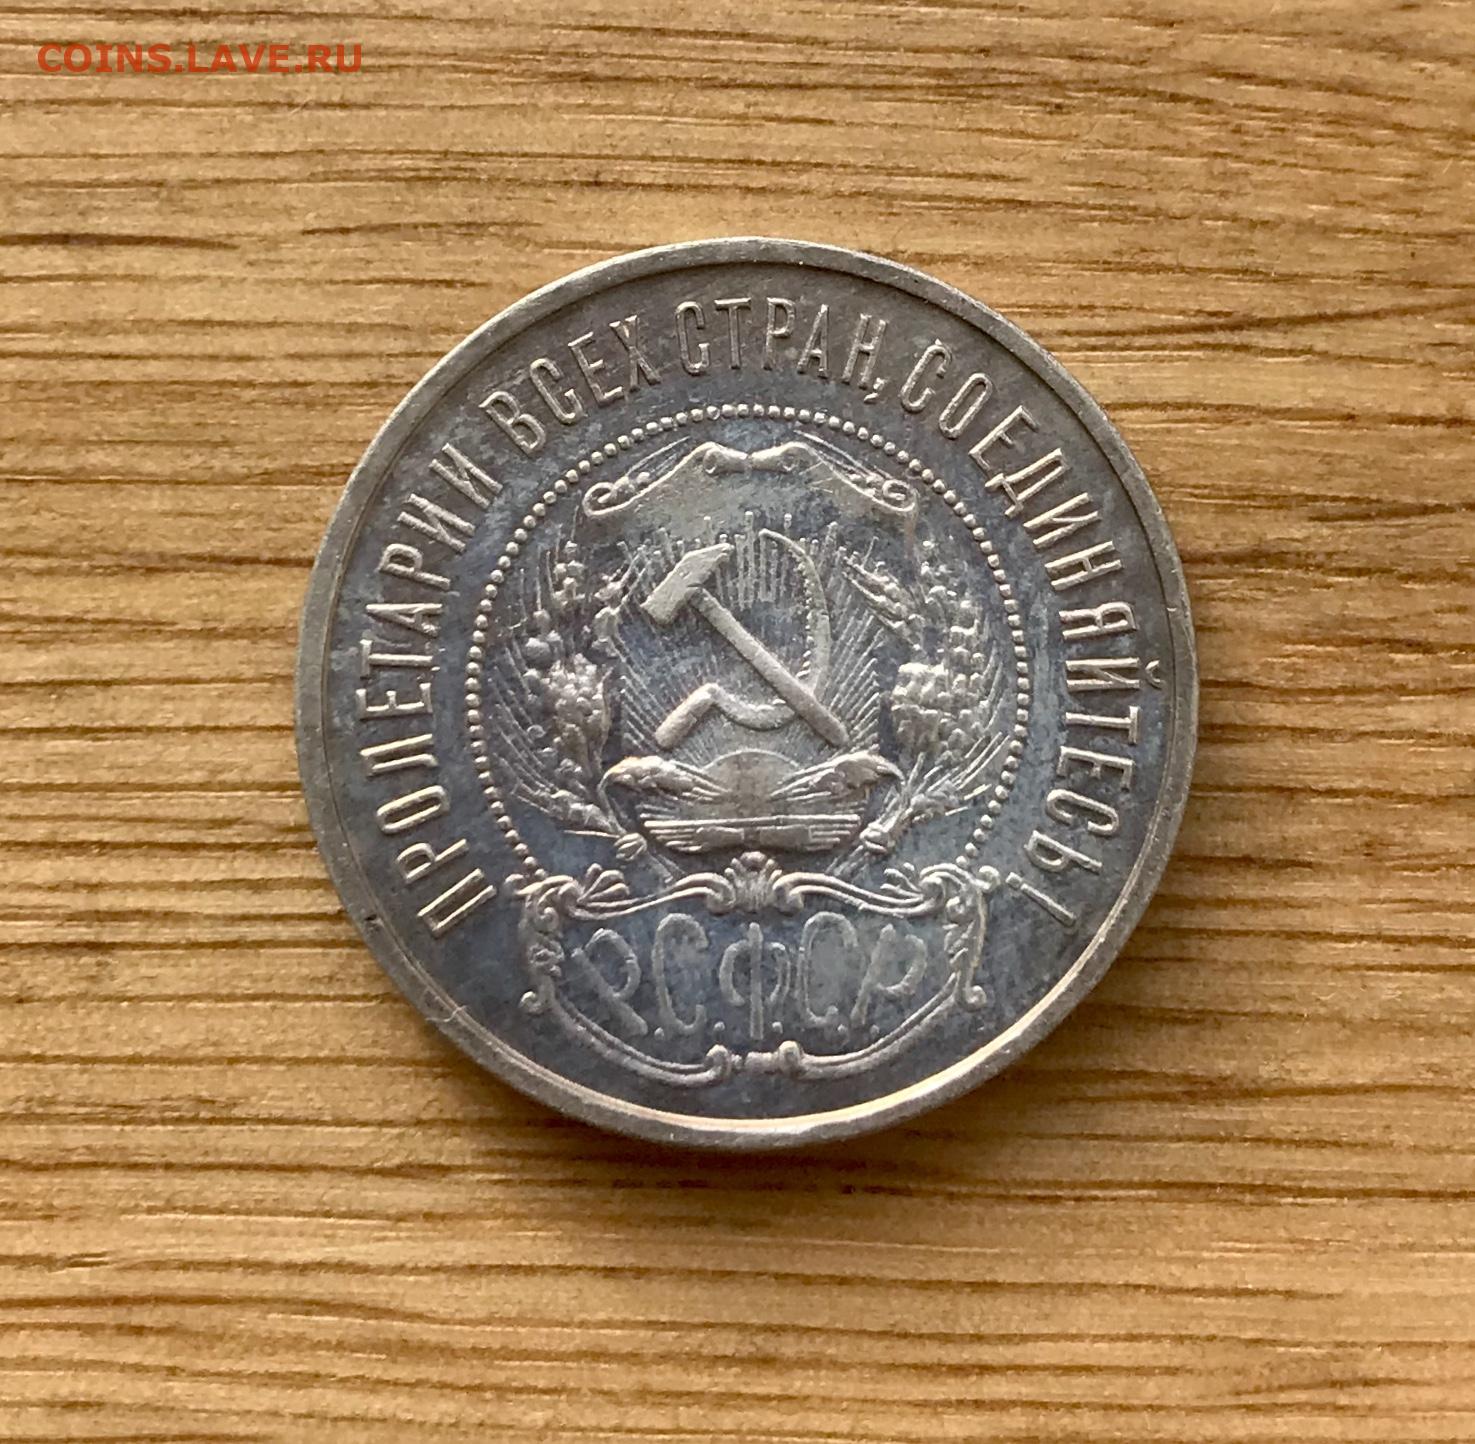 COINS.LAVE.RU
ПРОЛЕТАРИИ ВСЕХ СТРАН, СОЕДИНЯЙТЕСЬ!
Р.С.Ф.С.Р.